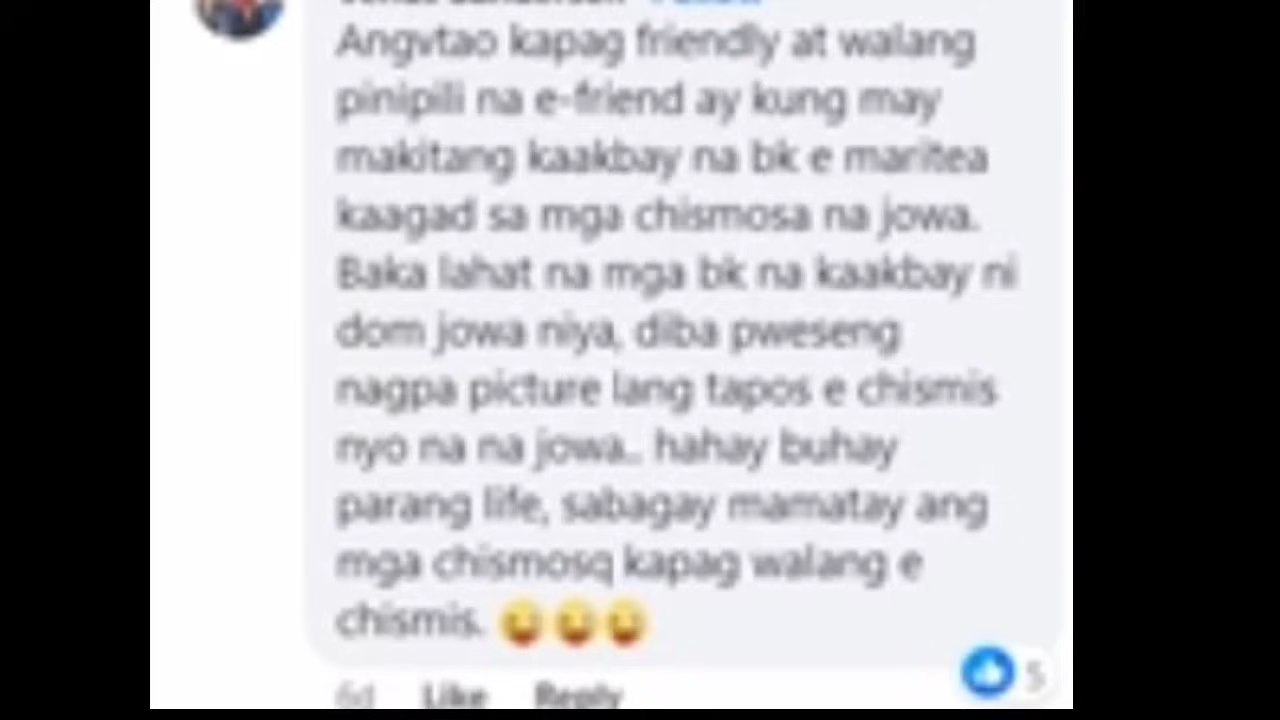 Angvtao kapag friendly at walang
pinipili na e-friend ay kung may
makitang kaakbay na bk e maritea
kaagad sa mga chismosa na jowa.
Baka lahat na mga bk na kaakbay ni
dom jowa niya, diba pweseng
nagpa picture lang tapos e chismis
nyo na na jowa.. hahay buhay
parang life, sabagay mamatay ang
mga chismosq kapag walang e
chismis. 😝😝😝
6d Like Reply 5